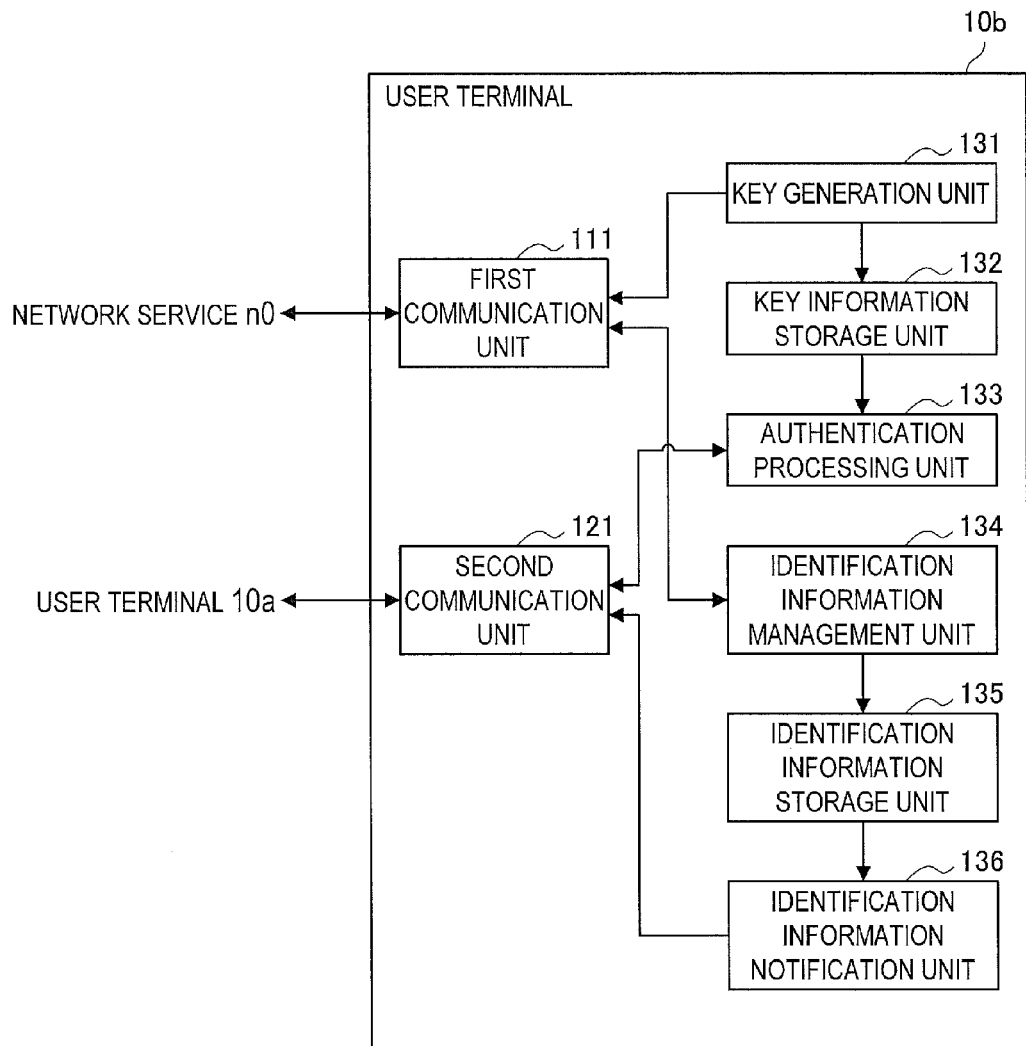 10b
USER TERMINAL
131
KEY GENERATION UNIT
111
FIRST
COMMUNICATION
UNIT
132
KEY INFORMATION
STORAGE UNIT
NETWORK SERVICE n0
133
AUTHENTICATION
PROCESSING UNIT
121
SECOND
COMMUNICATION
UNIT
134
IDENTIFICATION
INFORMATION
MANAGEMENT UNIT
USER TERMINAL 10a
135
IDENTIFICATION
INFORMATION
STORAGE UNIT
136
IDENTIFICATION
INFORMATION
NOTIFICATION UNIT